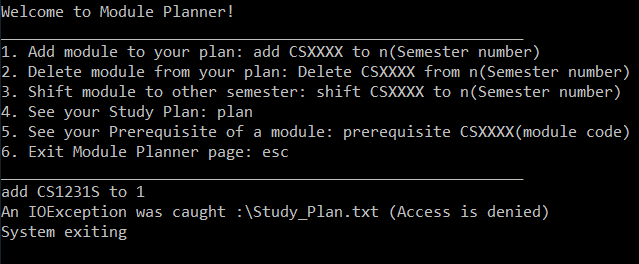 Welcome to Module Planner!
_______________________________________________________
1. Add module to your plan: add CSXXXX to n(Semester number)
2. Delete module from your plan: Delete CSXXXX from n(Semester number)
3. Shift module to other semester: shift CSXXXX to n(Semester number)
4. See your Study Plan: plan
5. See your Prerequisite of a module: prerequisite CSXXXX(module code)
6. Exit Module Planner page: esc
_______________________________________________________
add CS1231S to 1
An IOException was caught :\Study_Plan.txt (Access is denied)
System exiting